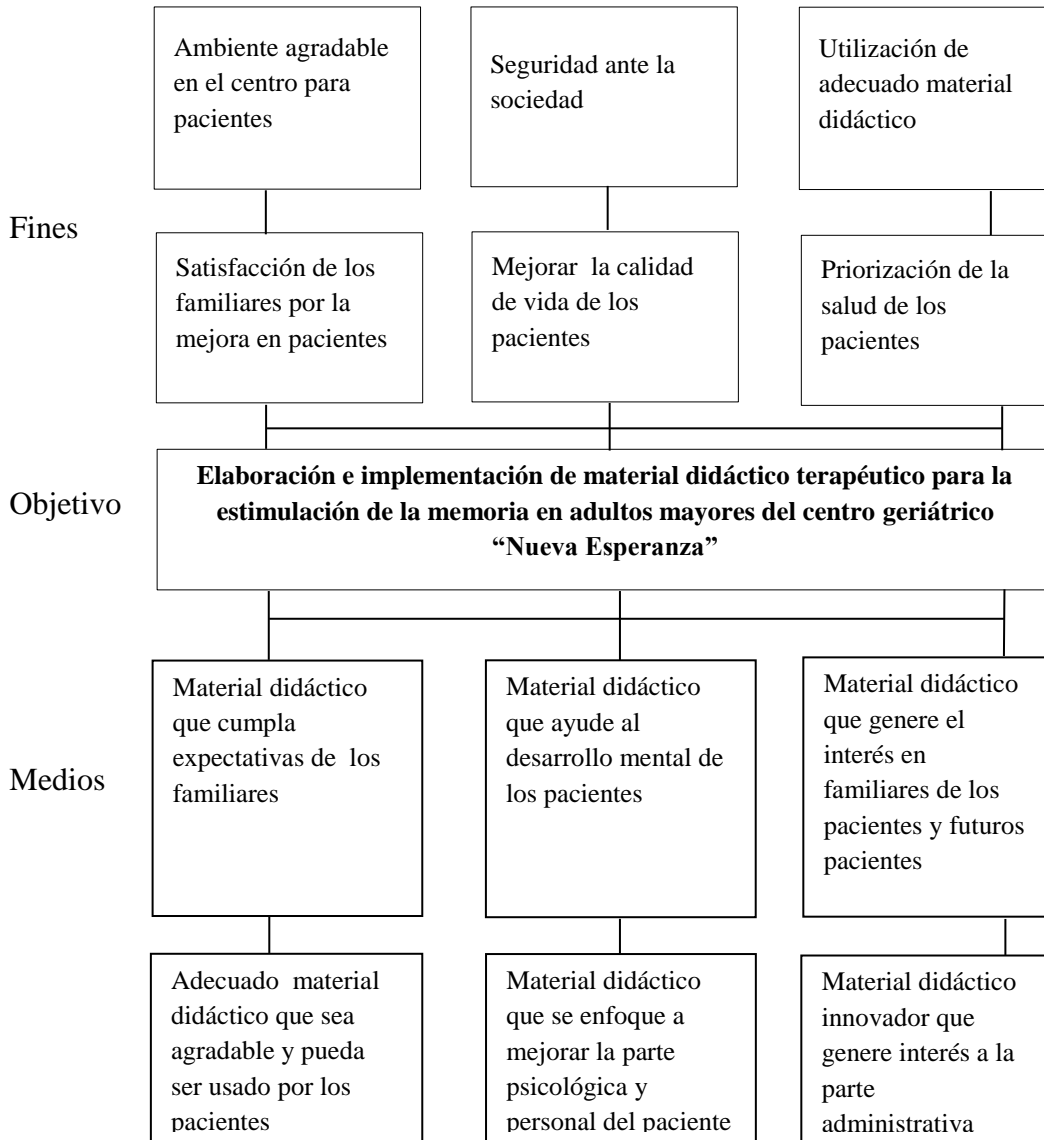 Ambiente agradable
en el centro para
pacientes
Seguridad ante la
sociedad
Utilización de
adecuado material
didáctico
Fines
Satisfacción de los
familiares por la
mejora en pacientes
Mejorar la calidad
de vida de los
pacientes
Priorización de la
salud de los
pacientes
Objetivo
Elaboración e implementación de material didáctico terapéutico para la
estimulación de la memoria en adultos mayores del centro geriátrico
“Nueva Esperanza”
Medios
Material didáctico
que cumpla
expectativas de los
familiares
Material didáctico
que ayude al
desarrollo mental de
los pacientes
Material didáctico
que genere el
interés en
familiares de los
pacientes y futuros
pacientes
Adecuado material
didáctico que sea
agradable y pueda
ser usado por los
pacientes
Material didáctico
que se enfoque a
mejorar la parte
psicológica y
personal del paciente
Material didáctico
innovador que
genere interés a la
parte
administrativa